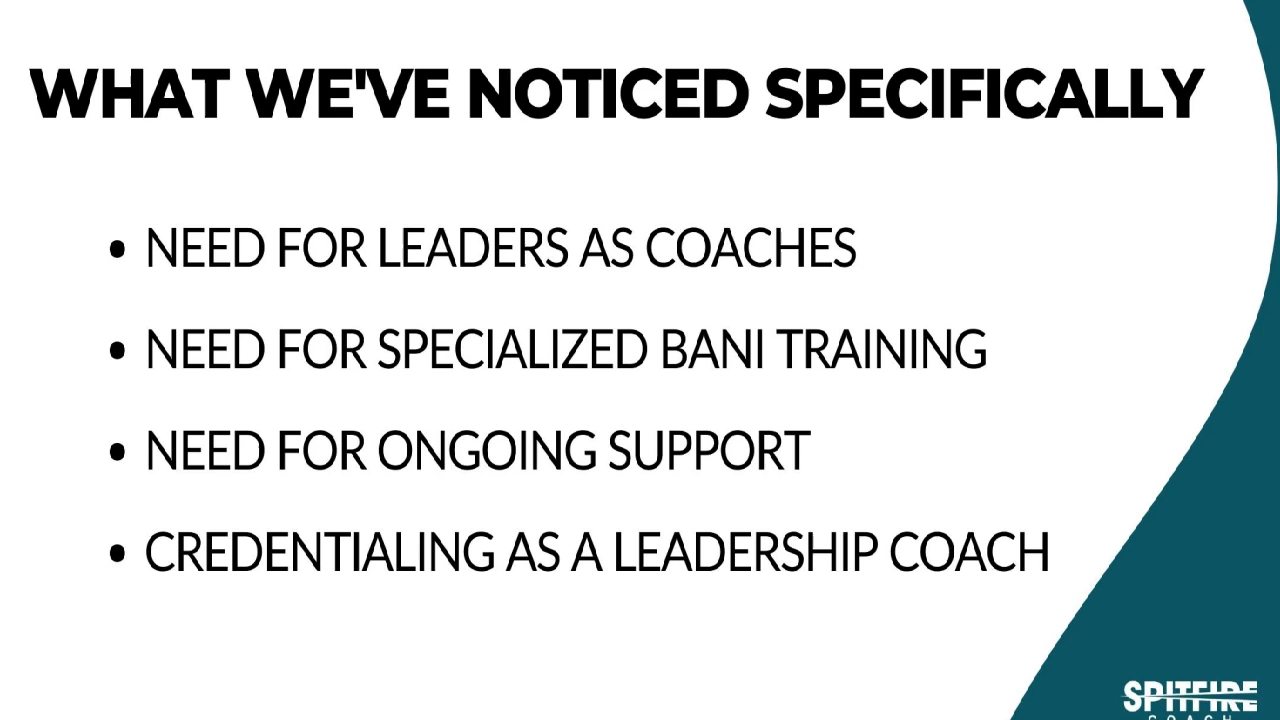 WHAT WE'VE NOTICED SPECIFICALLY
• NEED FOR LEADERS AS COACHES
• NEED FOR SPECIALIZED BANI TRAINING
• NEED FOR ONGOING SUPPORT
• CREDENTIALING AS A LEADERSHIP COACH
SPITFIRE
COACH